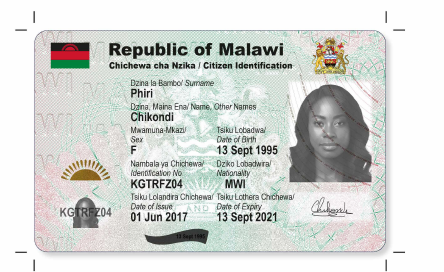 Republic of Malawi
Chichewa cha Nzika / Citizen Identification
Dzina la Bambo/ Surname
Phiri
Dzina, Maina Ena/ Name, Other Names
Chikondi
Mwamuna-Mkazi/ Tsiku Lobadwa/
Sex Date of Birth
F 13 Sept 1995
Nambala ya Chichewa/ Dziko Lobadwira/
Identification No Nationality
KGTRFZ04 MWI
Tsiku Lolandira Chichewa/ Tsiku Lothera Chichewa/
Date of Issue Date of Expiry
01 Jun 2017 13 Sept 2021
KGTRFZ04